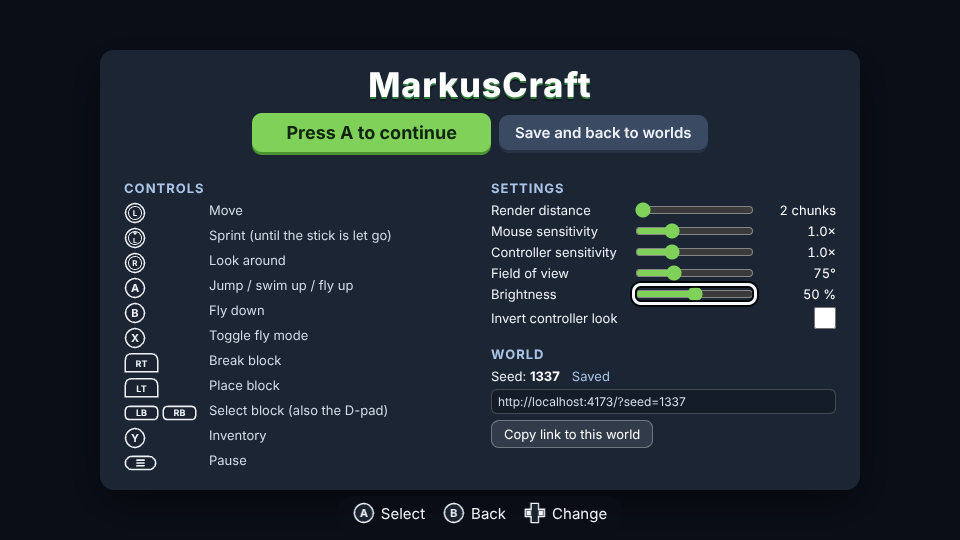 MarkusCraft
Press A to continue
Save and back to worlds
CONTROLS
L Move
L Sprint (until the stick is let go)
R Look around
A Jump / swim up / fly up
B Fly down
X Toggle fly mode
RT Break block
LT Place block
LB RB Select block (also the D-pad)
Y Inventory
Pause
SETTINGS
Render distance 2 chunks
Mouse sensitivity 1.0×
Controller sensitivity 1.0×
Field of view 75°
Brightness 50 %
Invert controller look
WORLD
Seed: 1337 Saved
http://localhost:4173/?seed=1337
Copy link to this world
A Select B Back Change